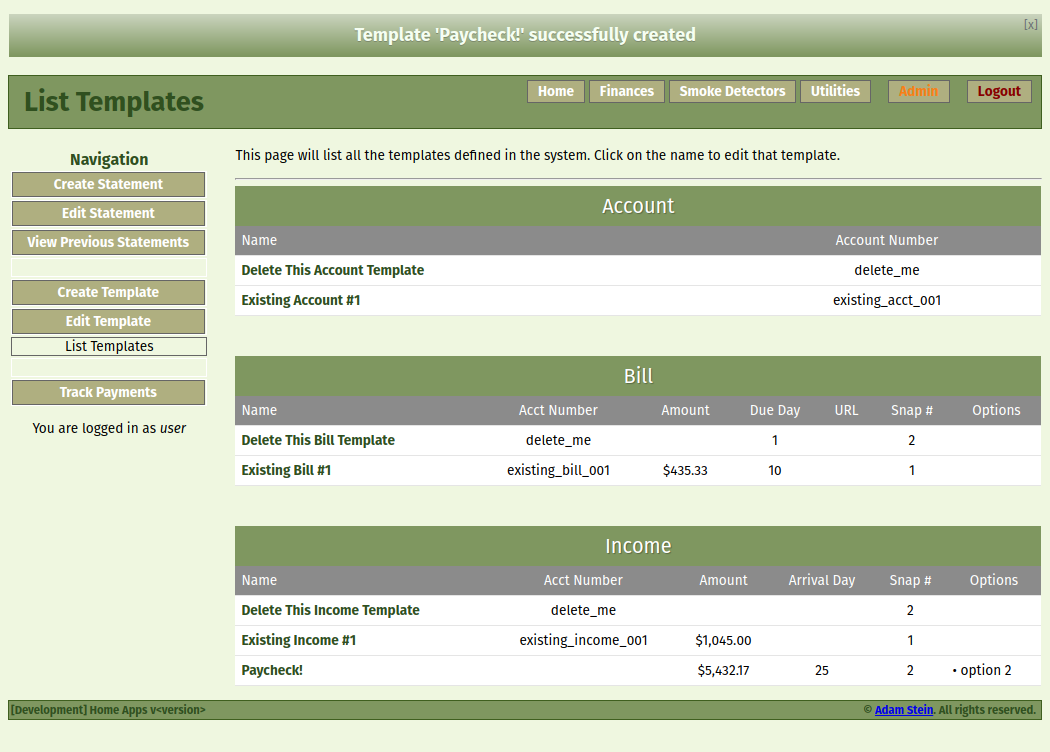 Template 'Paycheck!' successfully created
[x]
List Templates
Home Finances Smoke Detectors Utilities Admin Logout
Navigation
Create Statement
Edit Statement
View Previous Statements
Create Template
Edit Template
List Templates
Track Payments
You are logged in as user
This page will list all the templates defined in the system. Click on the name to edit that template.
Account
Name Account Number
Delete This Account Template delete_me
Existing Account #1 existing_acct_001
Bill
Name Acct Number Amount Due Day URL Snap # Options
Delete This Bill Template delete_me 1 2
Existing Bill #1 existing_bill_001 $435.33 10 1
Income
Name Acct Number Amount Arrival Day Snap # Options
Delete This Income Template delete_me 2
Existing Income #1 existing_income_001 $1,045.00 1
Paycheck! $5,432.17 25 2 • option 2
[Development] Home Apps v<version> © Adam Stein. All rights reserved.